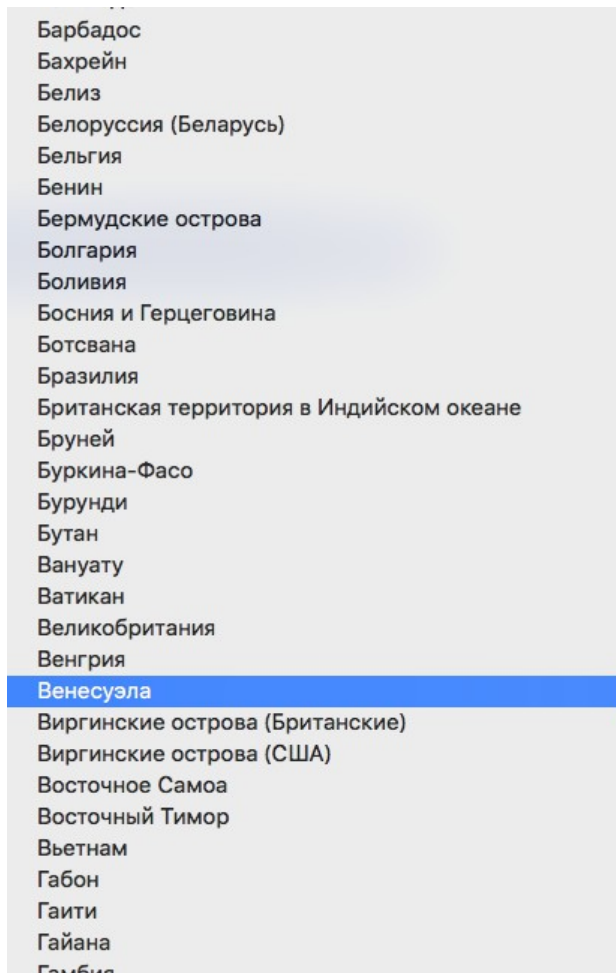 Барбадос
Бахрейн
Белиз
Белоруссия (Беларусь)
Бельгия
Бенин
Бермудские острова
Болгария
Боливия
Босния и Герцеговина
Ботсвана
Бразилия
Британская территория в Индийском океане
Бруней
Буркина-Фасо
Бурунди
Бутан
Вануату
Ватикан
Великобритания
Венгрия
Венесуэла
Виргинские острова (Британские)
Виргинские острова (США)
Восточное Самоа
Восточный Тимор
Вьетнам
Габон
Гаити
Гайана
Гамбия